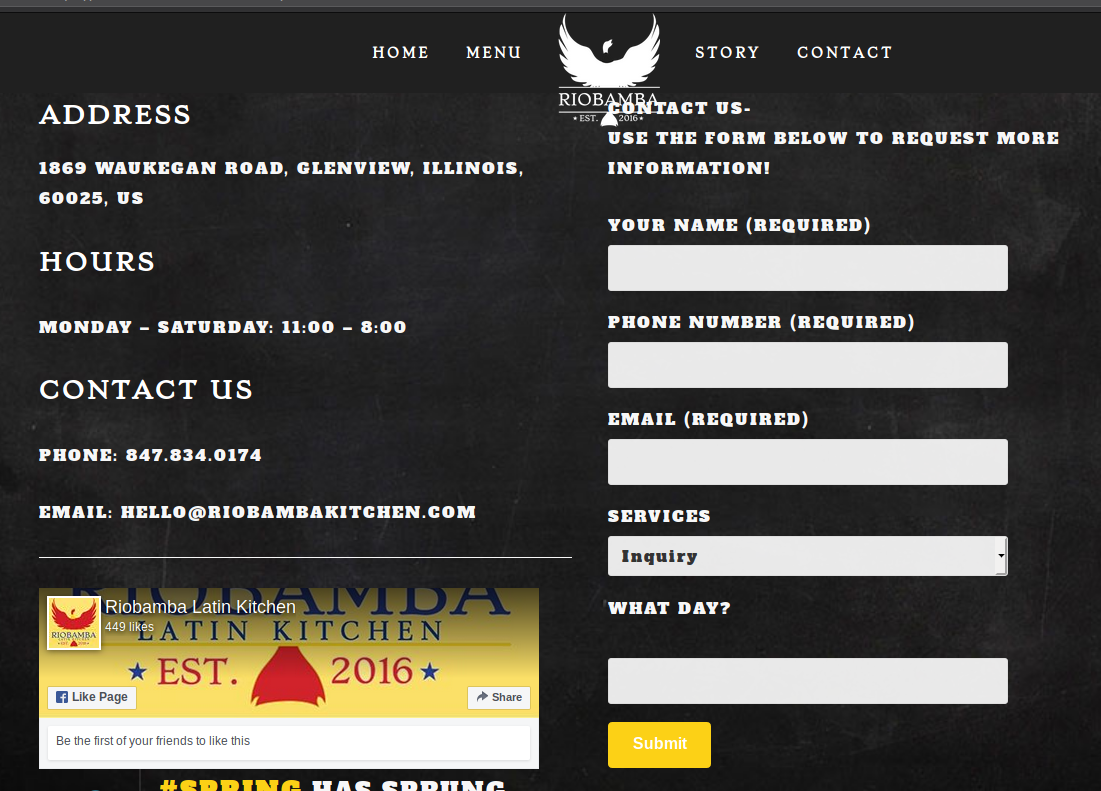 HOME MENU STORY CONTACT
RIOBAMBA
★ EST. 2016 ★
ADDRESS
1869 WAUKEGAN ROAD, GLENVIEW, ILLINOIS,
60025, US
HOURS
MONDAY – SATURDAY: 11:00 – 8:00
CONTACT US
PHONE: 847.834.0174
EMAIL: HELLO@RIOBAMBAKITCHEN.COM
RIOBAMBA
LATIN KITCHEN
★ EST. 2016 ★
RIOBAMBA
Riobamba Latin Kitchen
449 likes
Like Page
Share
Be the first of your friends to like this
#SPRING HAS SPRUNG
CONTACT US-
USE THE FORM BELOW TO REQUEST MORE
INFORMATION!
YOUR NAME (REQUIRED)
PHONE NUMBER (REQUIRED)
EMAIL (REQUIRED)
SERVICES
Inquiry
WHAT DAY?
Submit